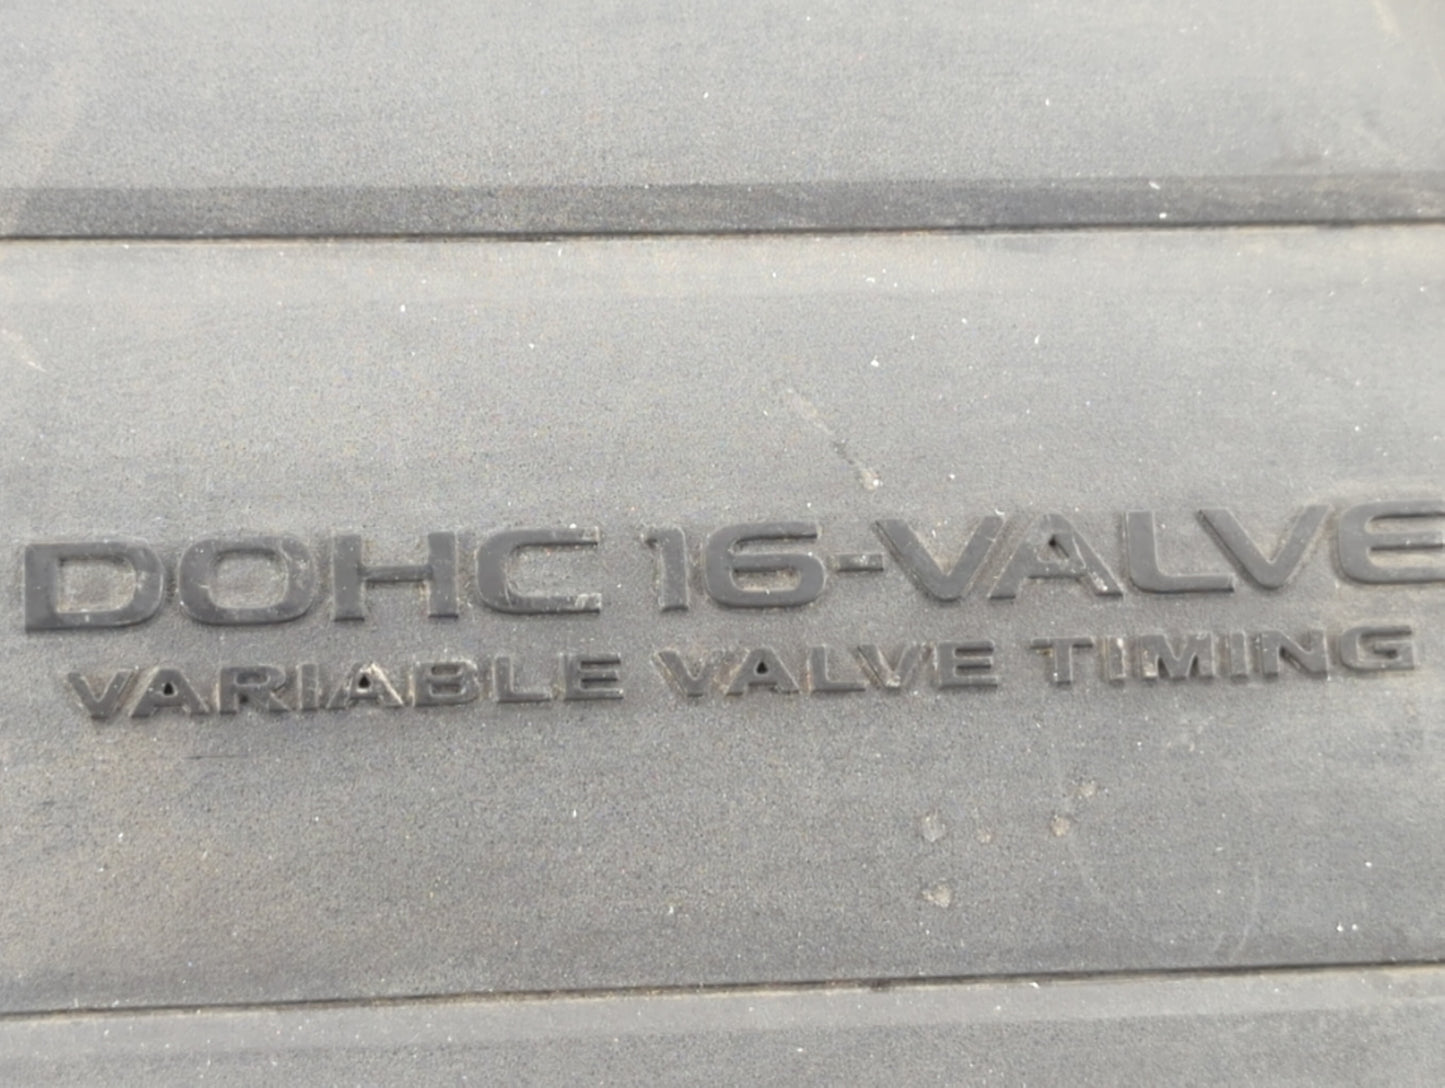 DOHC 16-VALVE
VARIABLE VALVE TIMING